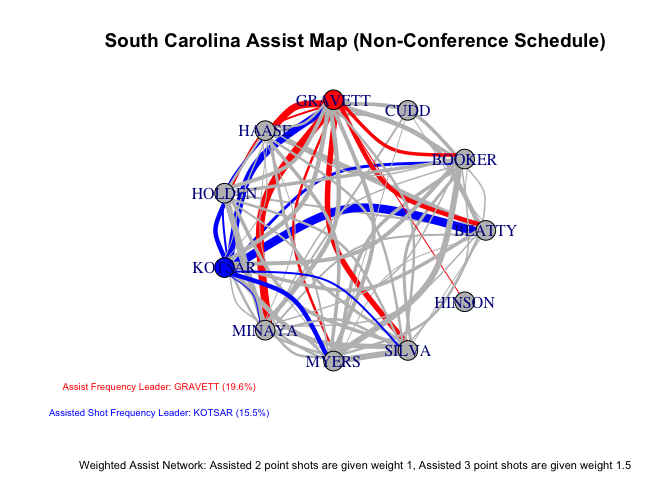 South Carolina Assist Map (Non-Conference Schedule)
GRAVETT
CUDD
HAASE
BOOKER
HOLDEN
BEATTY
KOTSAR
HINSON
MINAYA
SILVA
MYERS
Assist Frequency Leader: GRAVETT (19.6%)
Assisted Shot Frequency Leader: KOTSAR (15.5%)
Weighted Assist Network: Assisted 2 point shots are given weight 1, Assisted 3 point shots are given weight 1.5